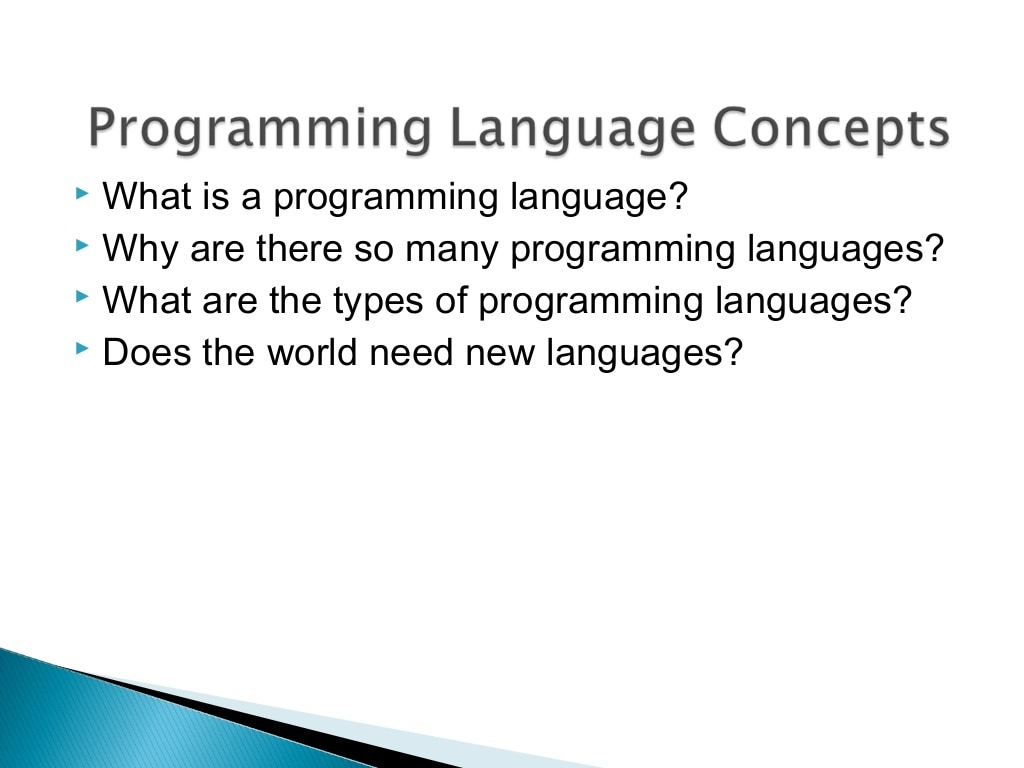 Programming Language Concepts
What is a programming language?
Why are there so many programming languages?
What are the types of programming languages?
Does the world need new languages?